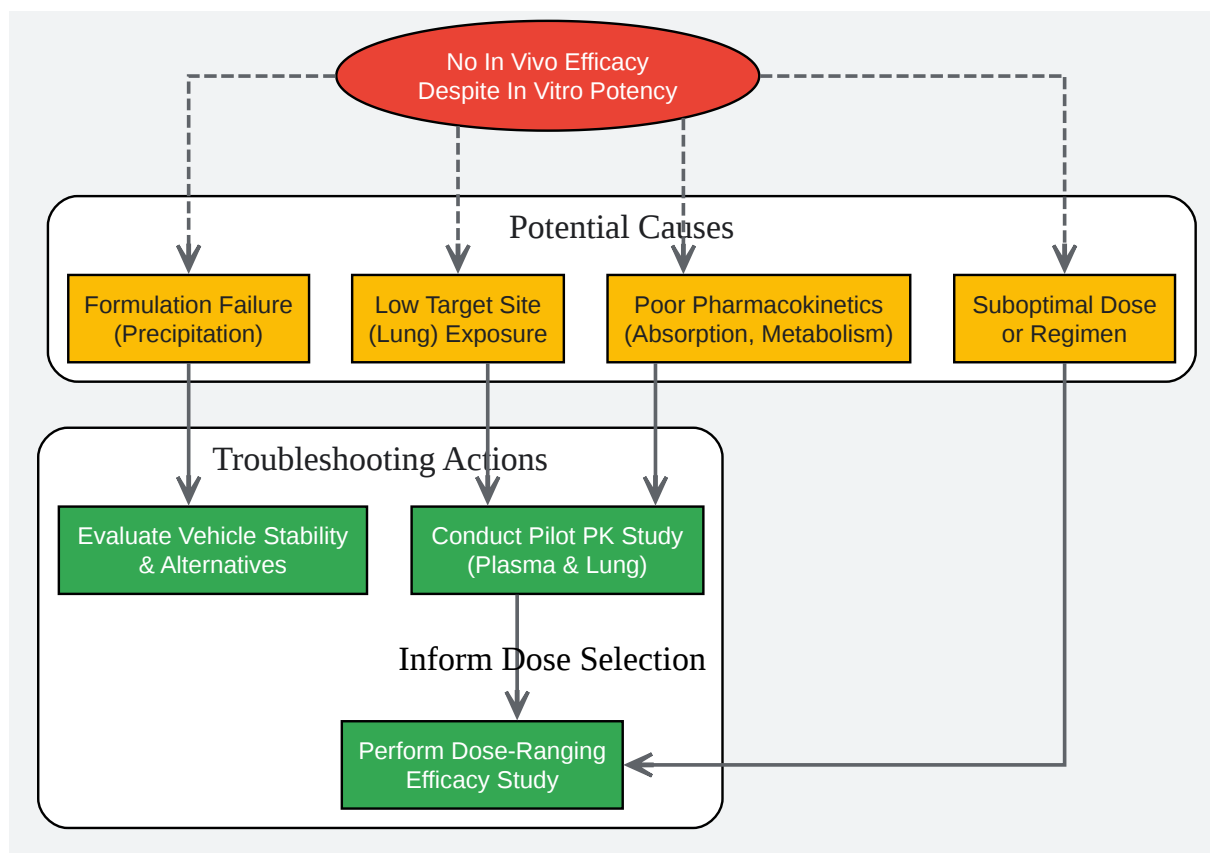 No In Vivo Efficacy
Despite In Vitro Potency
Potential Causes
Formulation Failure
(Precipitation)
Low Target Site
(Lung) Exposure
Poor Pharmacokinetics
(Absorption, Metabolism)
Suboptimal Dose
or Regimen
Troubleshooting Actions
Evaluate Vehicle Stability
& Alternatives
Conduct Pilot PK Study
(Plasma & Lung)
Inform Dose Selection
Perform Dose-Ranging
Efficacy Study